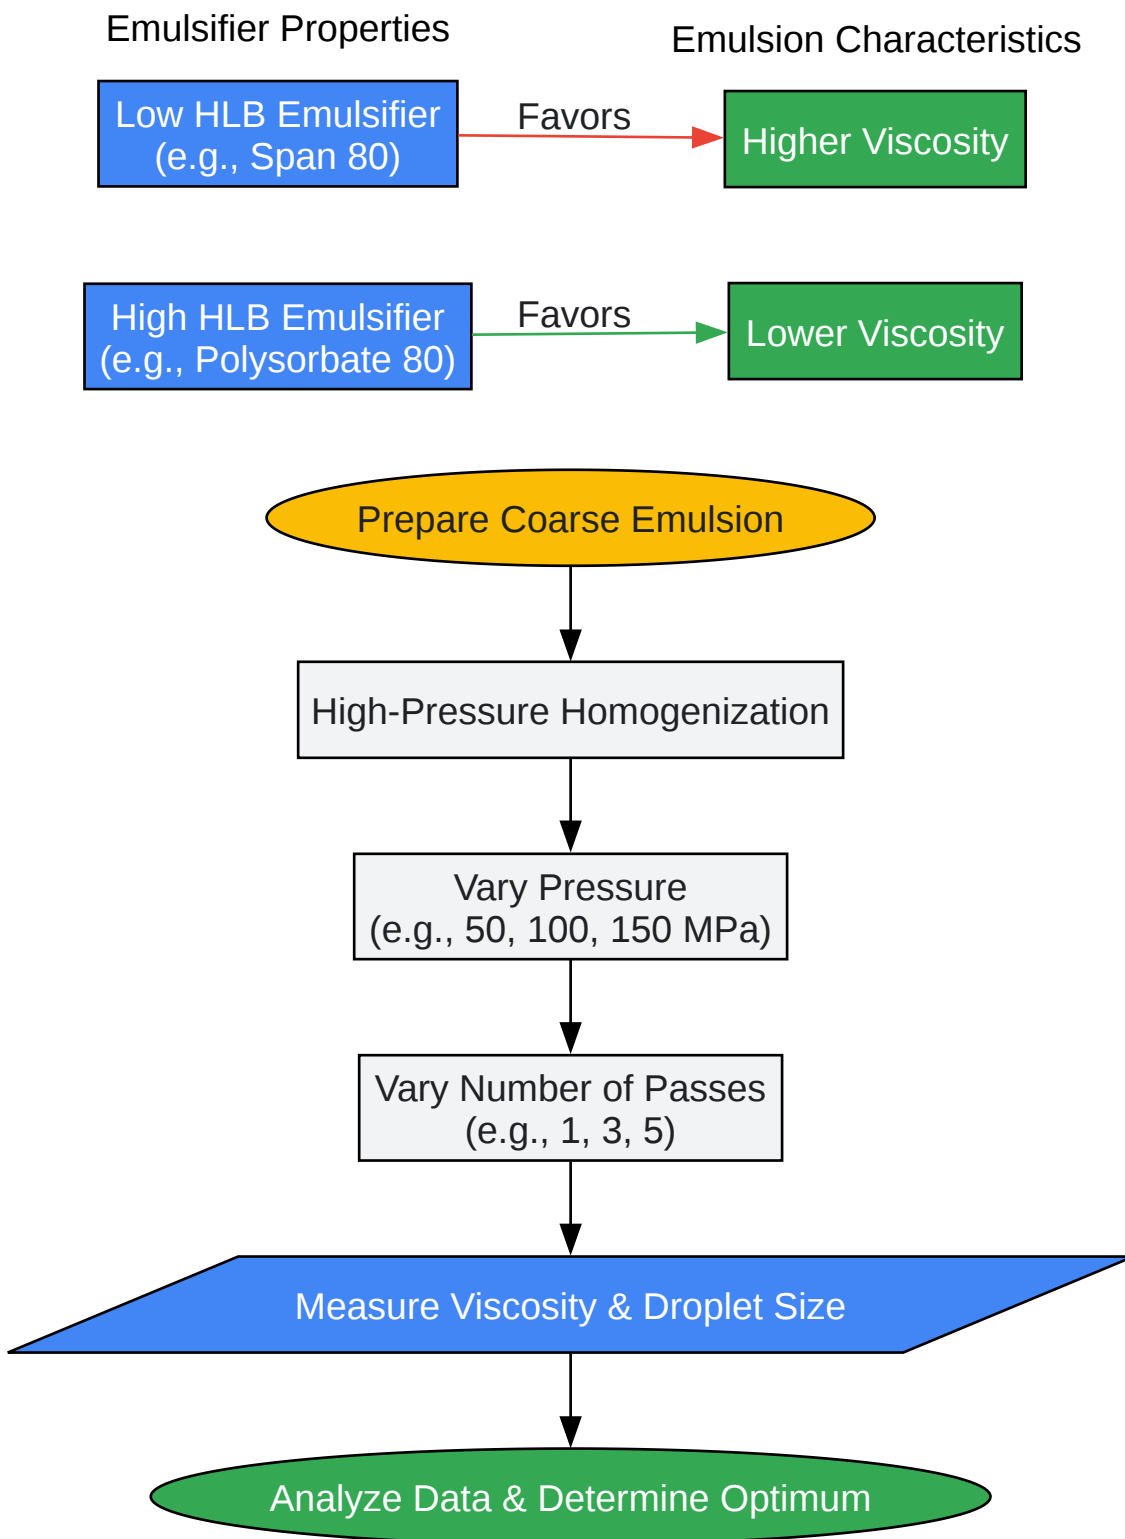 Emulsifier Properties
Emulsion Characteristics
Low HLB Emulsifier
(e.g., Span 80)
Favors
Higher Viscosity
High HLB Emulsifier
(e.g., Polysorbate 80)
Favors
Lower Viscosity
Prepare Coarse Emulsion
High-Pressure Homogenization
Vary Pressure
(e.g., 50, 100, 150 MPa)
Vary Number of Passes
(e.g., 1, 3, 5)
Measure Viscosity & Droplet Size
Analyze Data & Determine Optimum